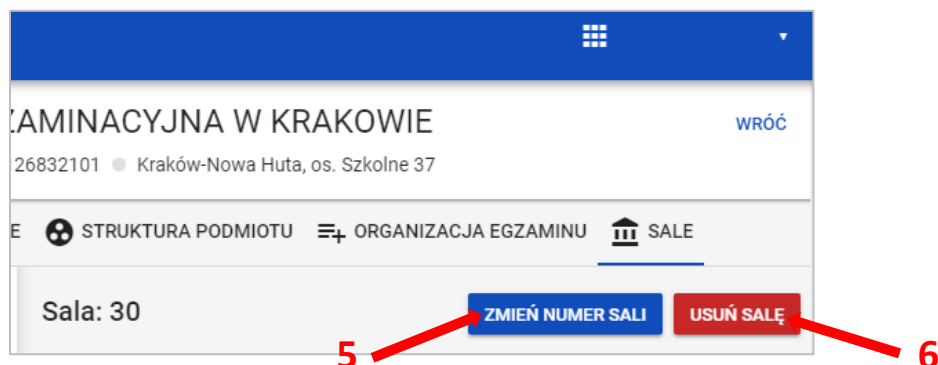 ZAMINACYJNA W KRAKOWIE
WRÓĆ
26832101 Kraków-Nowa Huta, os. Szkolne 37
E STRUKTURA PODMIOTU ORGANIZACJA EGZAMINU SALE
Sala: 30 ZMIEŃ NUMER SALI USUŃ SALĘ
5 6